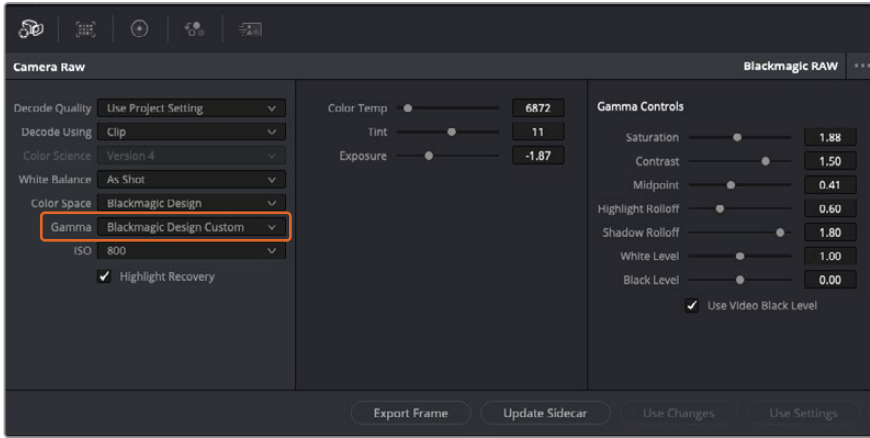 Camera Raw
Blackmagic RAW
Decode Quality Use Project Setting
Decode Using Clip
Color Science Version 4
White Balance As Shot
Color Space Blackmagic Design
Gamma Blackmagic Design Custom
ISO 800
Highlight Recovery
Color Temp 6872
Tint 11
Exposure -1.87
Gamma Controls
Saturation 1.88
Contrast 1.50
Midpoint 0.41
Highlight Rolloff 0.60
Shadow Rolloff 1.80
White Level 1.00
Black Level 0.00
Use Video Black Level
Export Frame
Update Sidecar
Use Changes
Use Settings